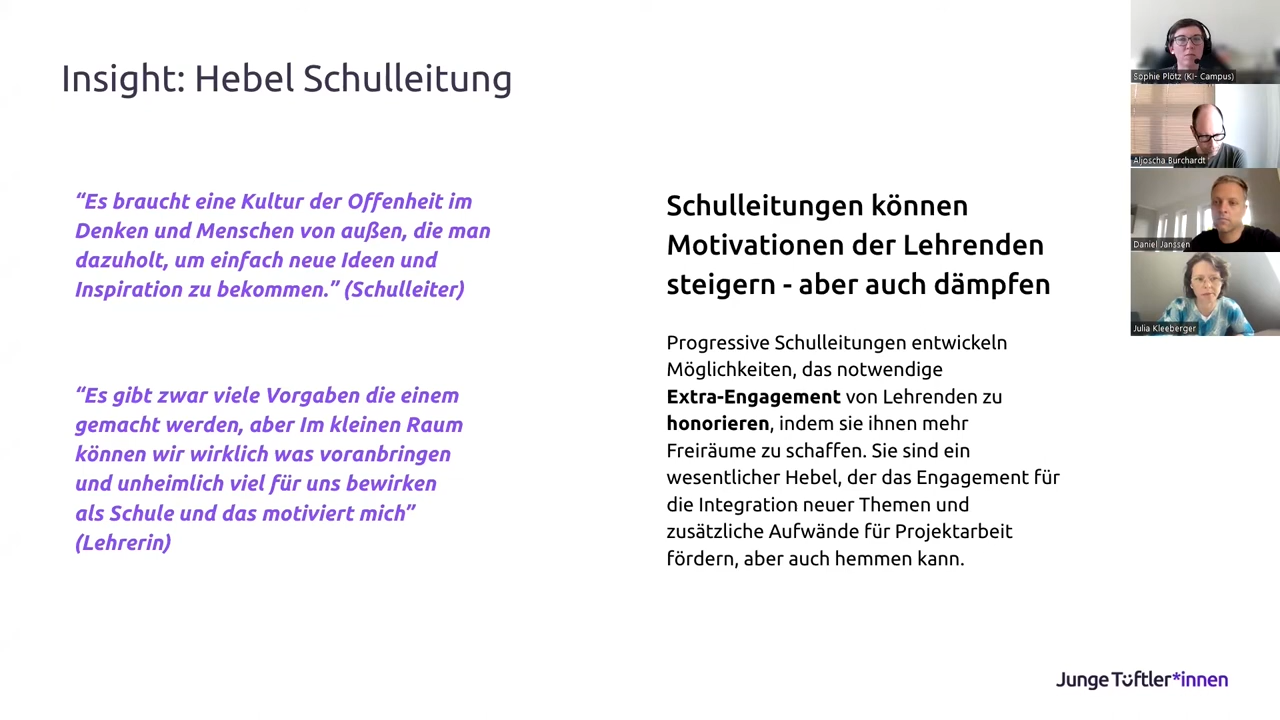 Insight: Hebel Schulleitung
“Es braucht eine Kultur der Offenheit im
Denken und Menschen von außen, die man
dazuholt, um einfach neue Ideen und
Inspiration zu bekommen.” (Schulleiter)
“Es gibt zwar viele Vorgaben die einem
gemacht werden, aber Im kleinen Raum
können wir wirklich was voranbringen
und unheimlich viel für uns bewirken
als Schule und das motiviert mich”
(Lehrerin)
Schulleitungen können
Motivationen der Lehrenden
steigern - aber auch dämpfen
Progressive Schulleitungen entwickeln
Möglichkeiten, das notwendige
Extra-Engagement von Lehrenden zu
honorieren, indem sie ihnen mehr
Freiräume zu schaffen. Sie sind ein
wesentlicher Hebel, der das Engagement für
die Integration neuer Themen und
zusätzliche Aufwände für Projektarbeit
fördern, aber auch hemmen kann.
Sophie Plötz (KI- Campus)
Aljoscha Burchardt
Daniel Janssen
Julia Kleeberger
Junge Tüftler*innen